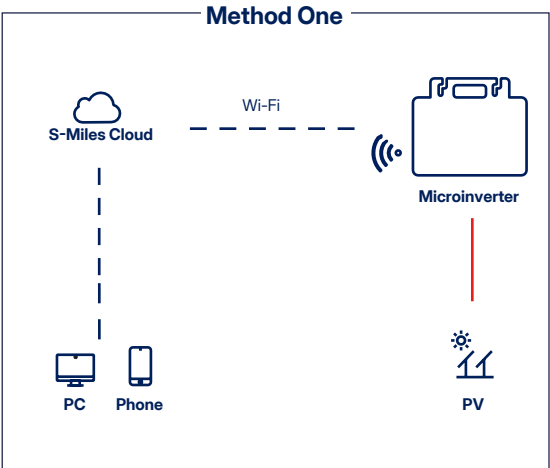 Method One
Wi-Fi
S-Miles Cloud
Microinverter
PC
Phone
PV